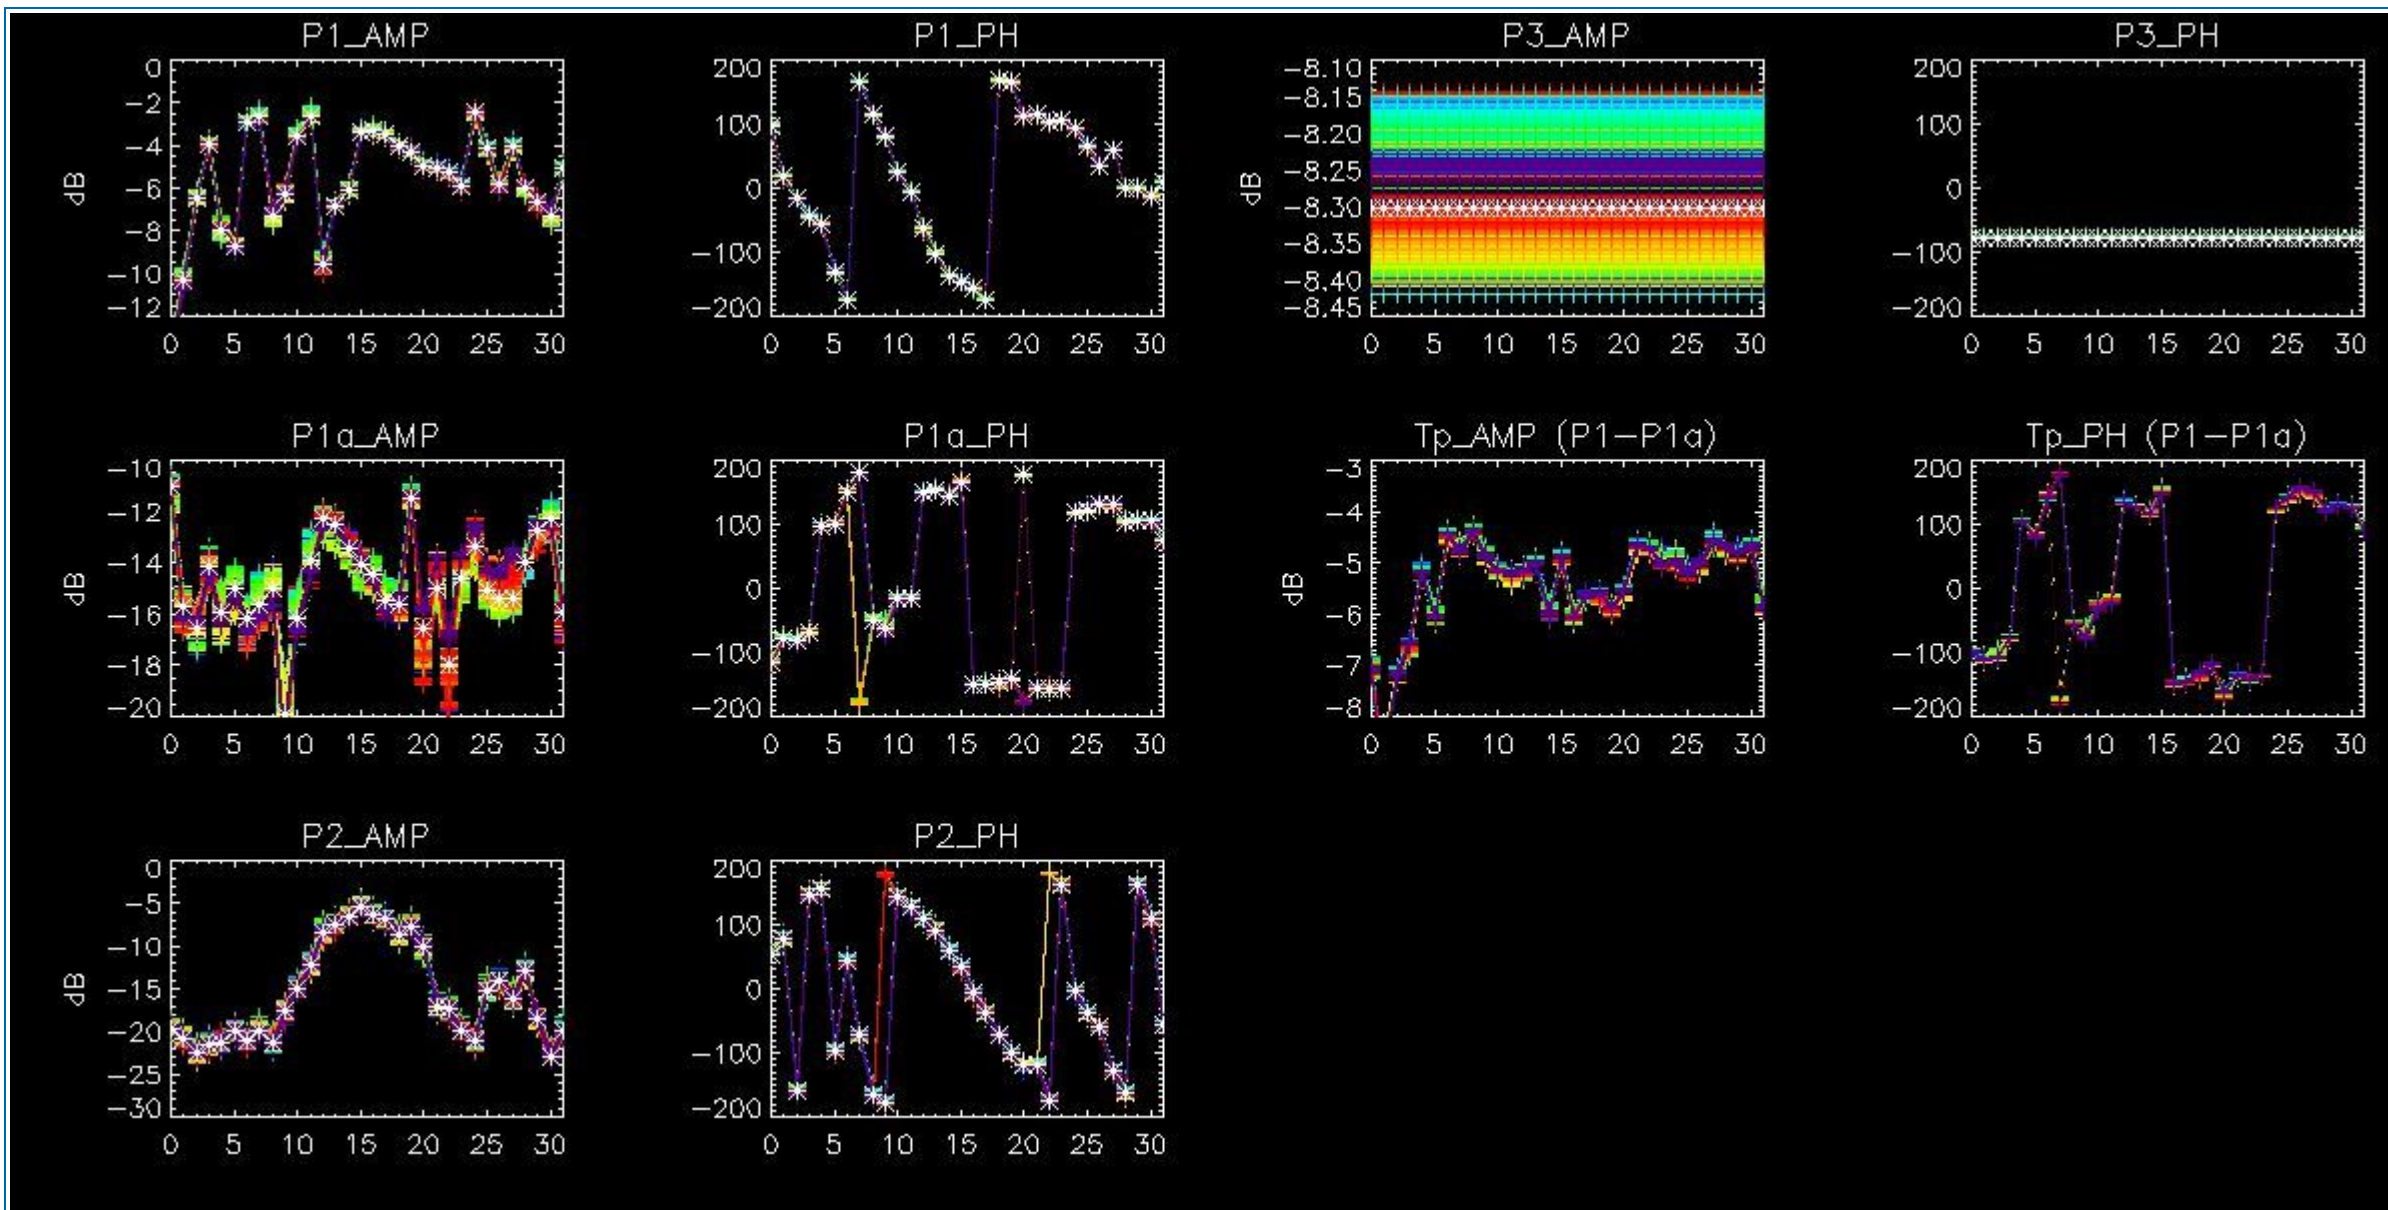 P1_AMP
0
−2
−4
−6
−8
−10
−12
dB
0 5 10 15 20 25 30
P1_PH
200
100
0
−100
−200
0 5 10 15 20 25 30
P3_AMP
−8.10
−8.15
−8.20
−8.25
−8.30
−8.35
−8.40
−8.45
dB
0 5 10 15 20 25 30
P3_PH
200
100
0
−100
−200
0 5 10 15 20 25 30
P1a_AMP
−10
−12
−14
−16
−18
−20
dB
0 5 10 15 20 25 30
P1a_PH
200
100
0
−100
−200
0 5 10 15 20 25 30
Tp_AMP (P1−P1a)
−3
−4
−5
−6
−7
−8
dB
0 5 10 15 20 25 30
Tp_PH (P1−P1a)
200
100
0
−100
−200
0 5 10 15 20 25 30
P2_AMP
0
−5
−10
−15
−20
−25
−30
dB
0 5 10 15 20 25 30
P2_PH
200
100
0
−100
−200
0 5 10 15 20 25 30